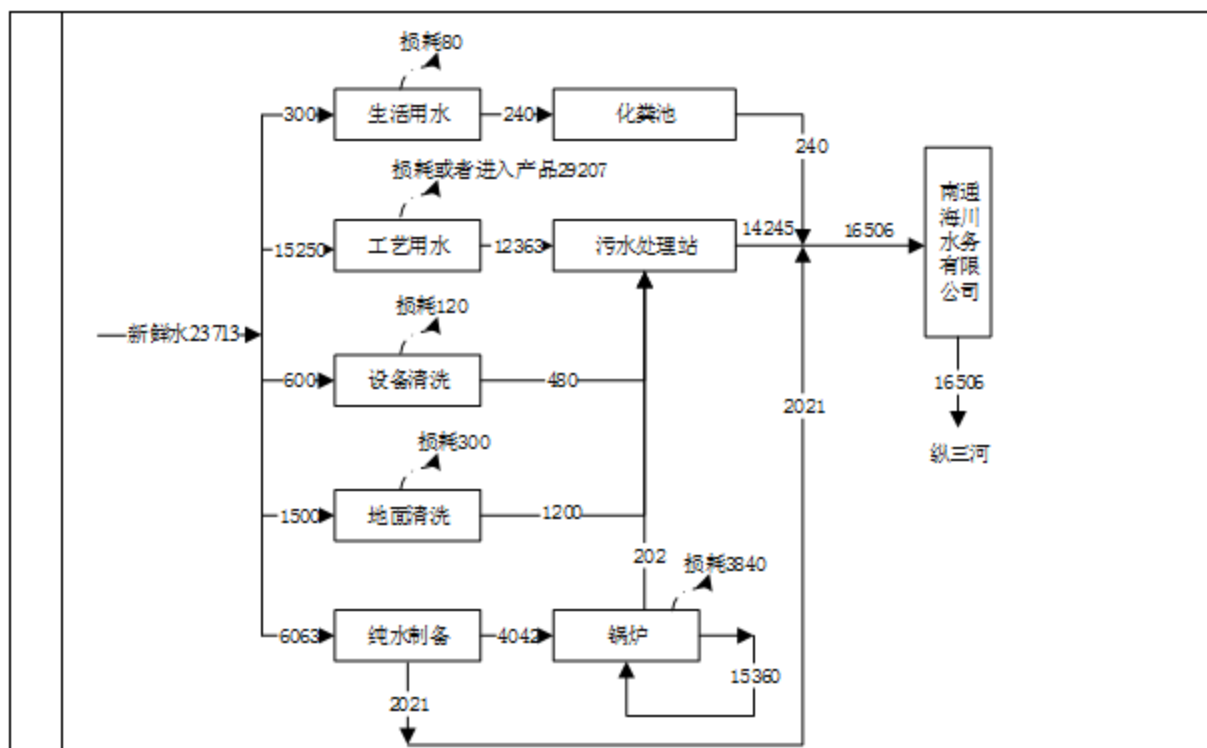 损耗80
300
生活用水
240
化粪池
240
损耗或者进入产品29207
15250
工艺用水
12363
污水处理站
14245
16506
南通海川水务有限公司
损耗120
新鲜水23713
600
设备清洗
480
2021
16506
纵三河
损耗300
1500
地面清洗
1200
202
损耗3840
6063
纯水制备
4042
锅炉
15360
2021